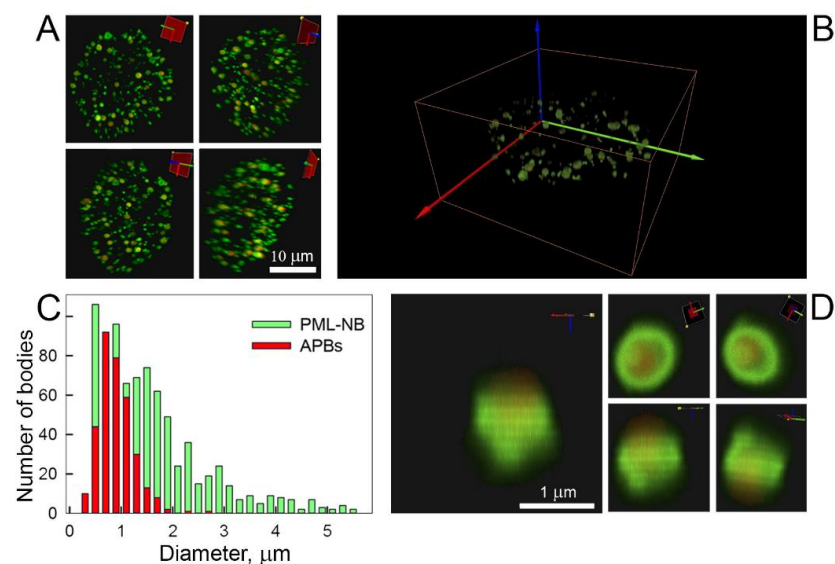 A
B
10 μm
C
PML-NB
APBs
Number of bodies
80
60
40
20
0
0 1 2 3 4 5
Diameter, μm
D
1 μm